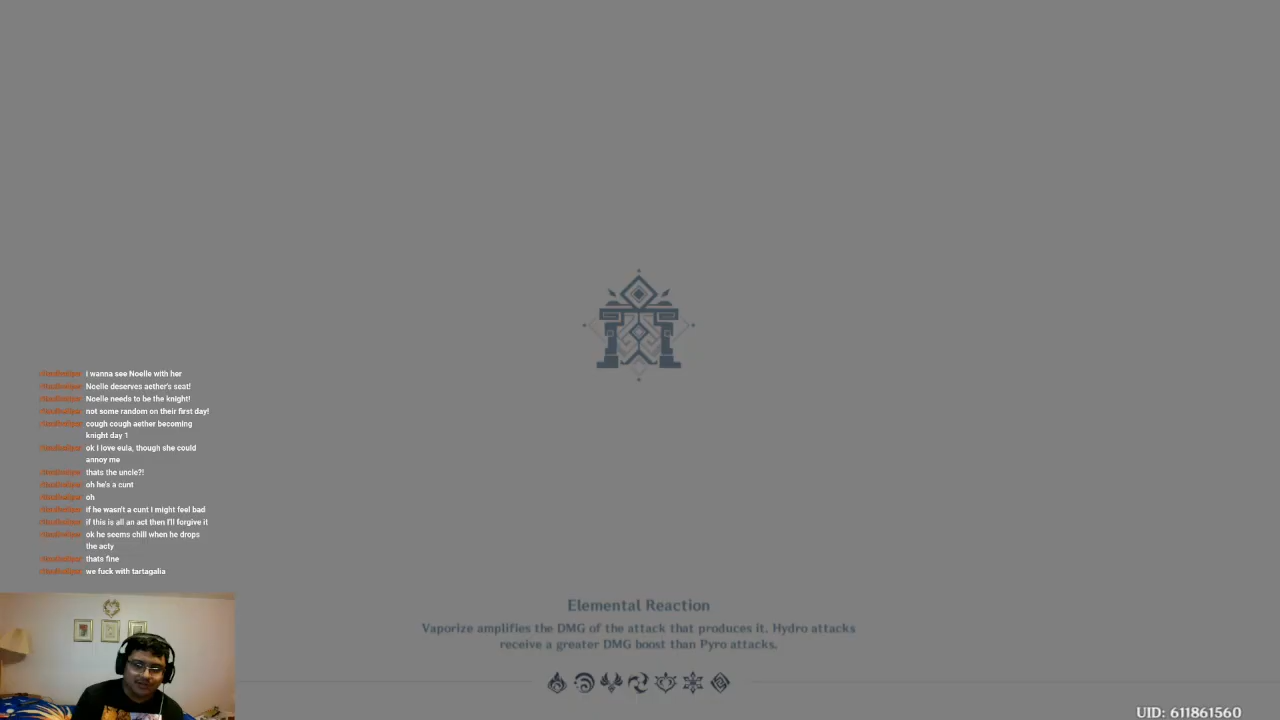 i wanna see Noelle with her
Noelle deserves aether's seat!
Noelle needs to be the knight!
not some random on their first day!
cough cough aether becoming
knight day 1
ok I love eula, though she could
annoy me
thats the uncle?!
oh he's a cunt
oh
if he wasn't a cunt I might feel bad
if this is all an act then I'll forgive it
ok he seems chill when he drops
the acty
thats fine
we fuck with tartagalia
Elemental Reaction
Vaporize amplifies the DMG of the attack that produces it. Hydro attacks
receive a greater DMG boost than Pyro attacks.
UID: 611861560